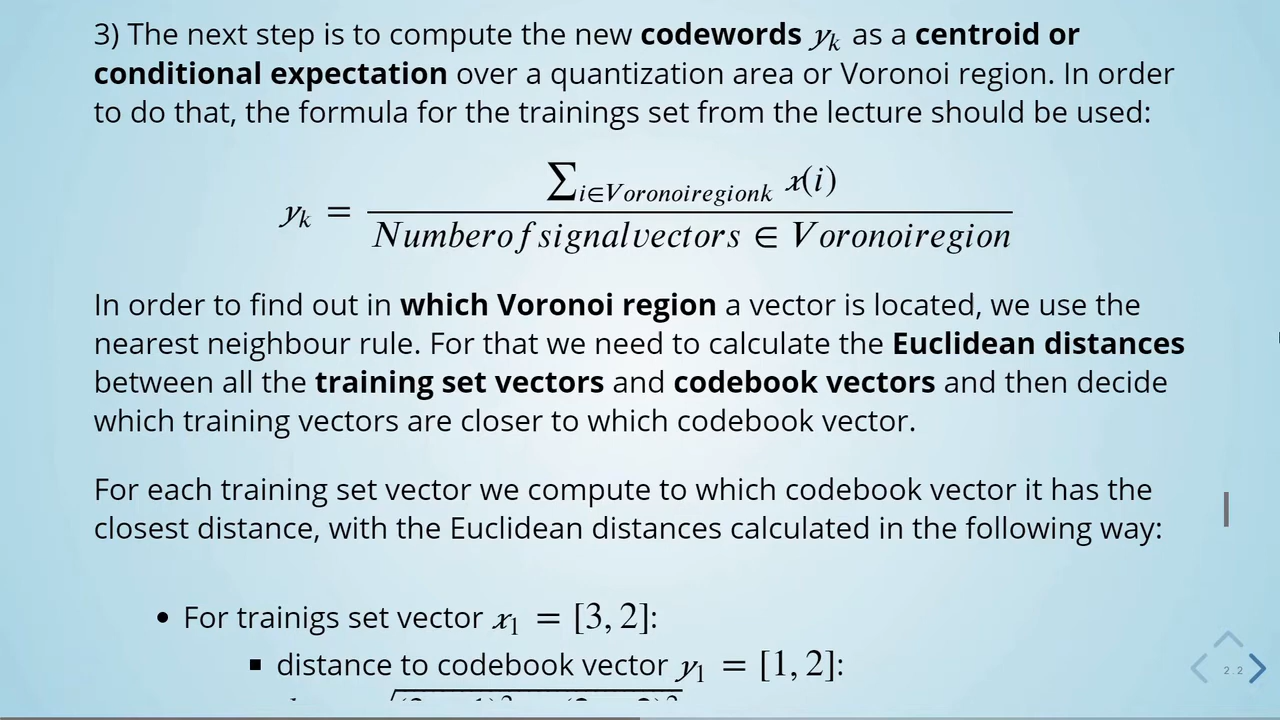 3) The next step is to compute the new codewords y_k as a centroid or
conditional expectation over a quantization area or Voronoi region. In order
to do that, the formula for the trainings set from the lecture should be used:
y_k = \frac{\sum_{i∈Voronoiregionk} x(i)}{Numberofsignalvectors ∈ Voronoiregion}
In order to find out in which Voronoi region a vector is located, we use the
nearest neighbour rule. For that we need to calculate the Euclidean distances
between all the training set vectors and codebook vectors and then decide
which training vectors are closer to which codebook vector.
For each training set vector we compute to which codebook vector it has the
closest distance, with the Euclidean distances calculated in the following way:
• For trainigs set vector x_1 = [3, 2]:
▪ distance to codebook vector y_1 = [1, 2]:
2.2